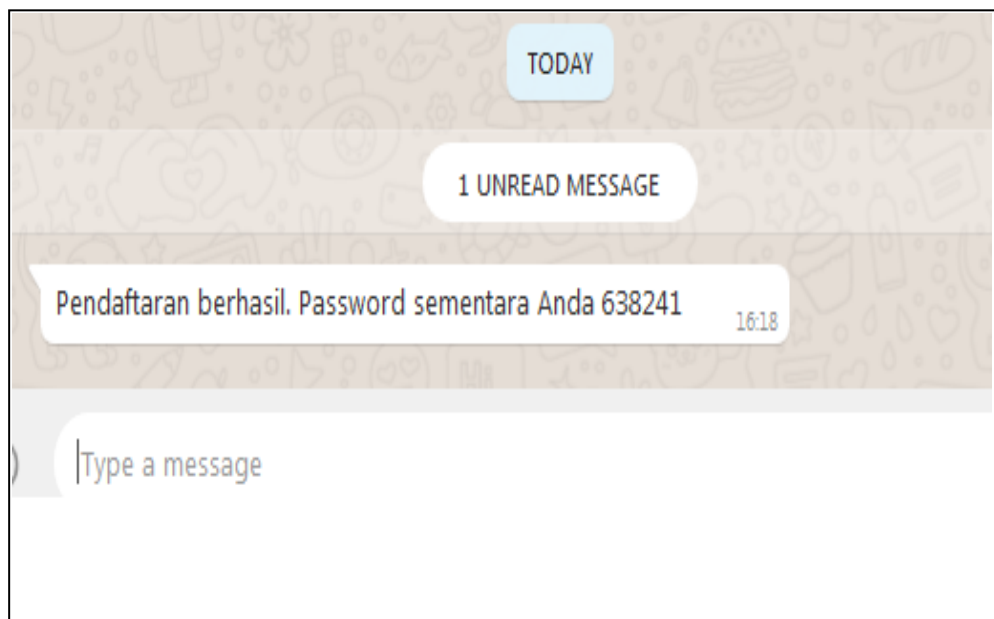 TODAY
1 UNREAD MESSAGE
Pendaftaran berhasil. Password sementara Anda 638241
16:18
Type a message